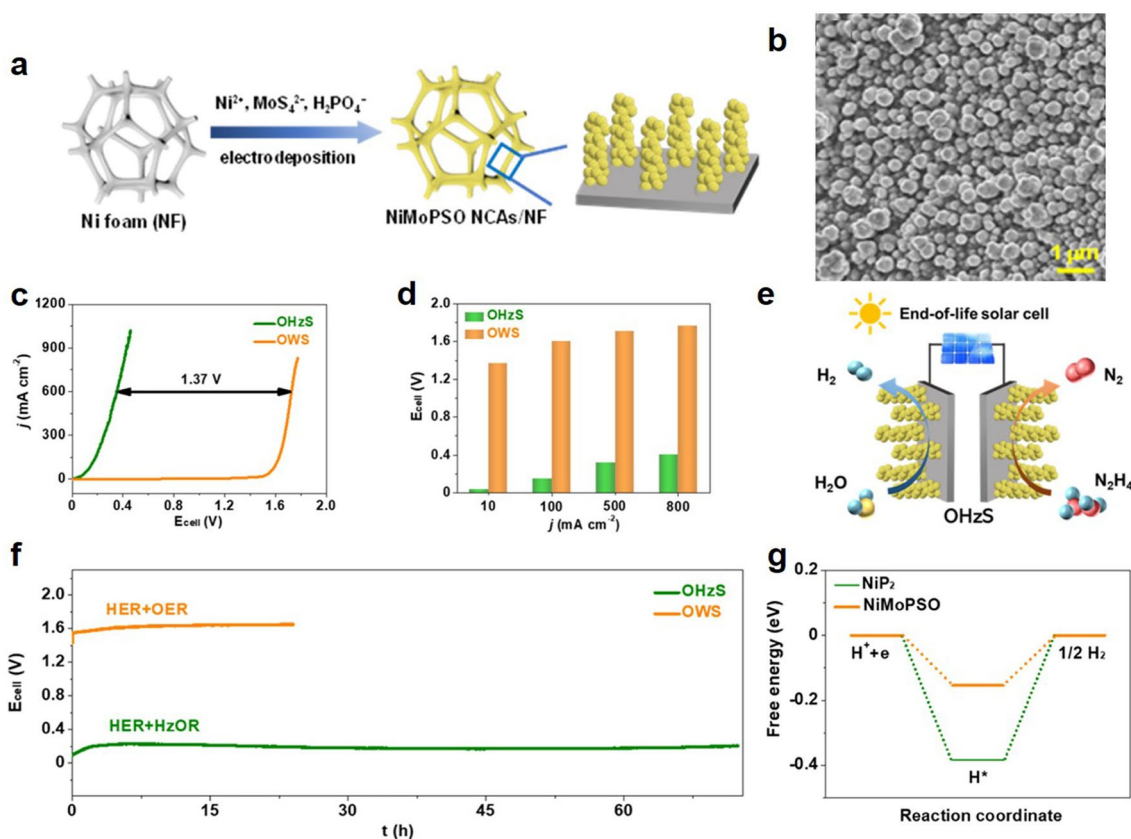 a
Ni²⁺, MoS₄²⁻, H₂PO₄⁻
electrodeposition
Ni foam (NF)
NiMoPSO NCAs/NF
b
1 μm
c
1200
900
600
300
0
j (mA cm⁻²)
OHzS
OWS
1.37 V
0.0
0.4
0.8
1.2
1.6
2.0
Ecell (V)
d
2.0
1.6
1.2
0.8
0.4
0
Ecell (V)
OHzS
OWS
10
100
500
800
j (mA cm⁻²)
e
End-of-life solar cell
H₂
N₂
H₂O
N₂H₄
OHzS
f
2.0
1.6
1.2
0.8
0.4
0
Ecell (V)
HER+OER
OHzS
OWS
HER+HzOR
0
15
30
45
60
t (h)
g
0.2
0
-0.2
-0.4
Free energy (eV)
NiP₂
NiMoPSO
H⁺+e
1/2 H₂
H*
Reaction coordinate